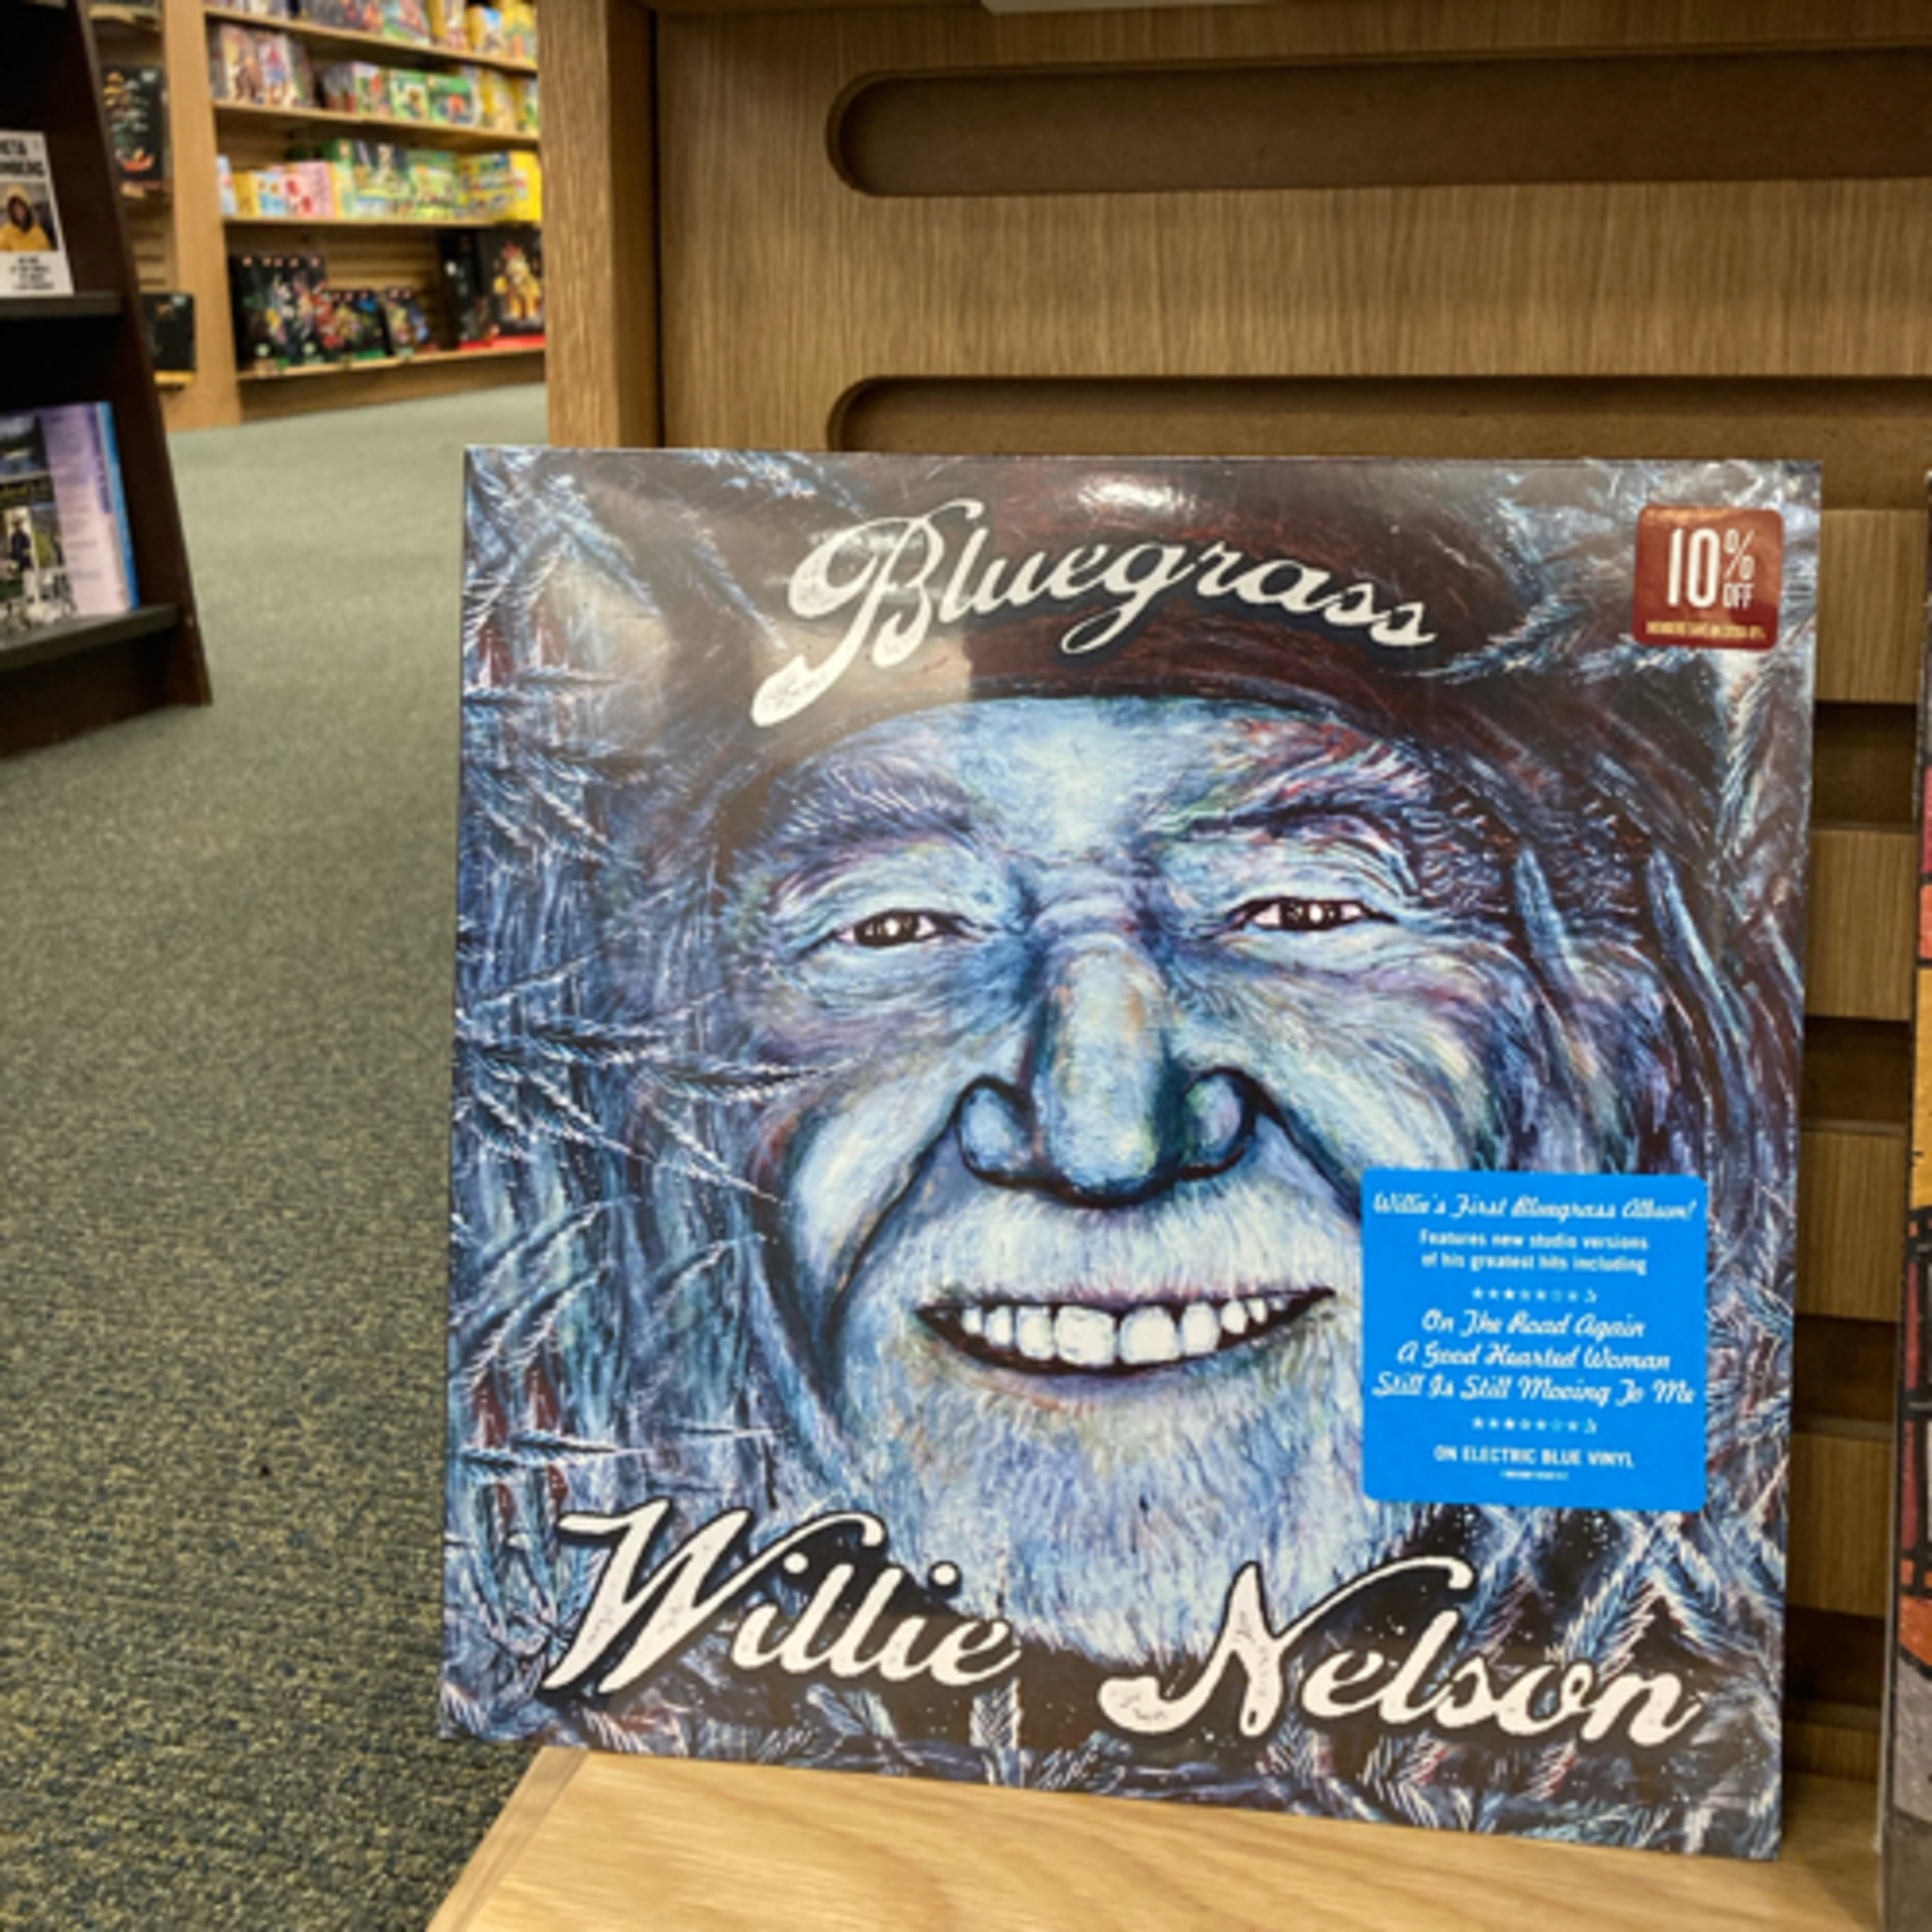 Bluegrass
10% OFF
Willie's First Bluegrass Album!
Features new studio versions
of his greatest hits including
On The Road Again
A Good Hearted Woman
Still Is Still Moving To Me
ON ELECTRIC BLUE VINYL
Willie Nelson